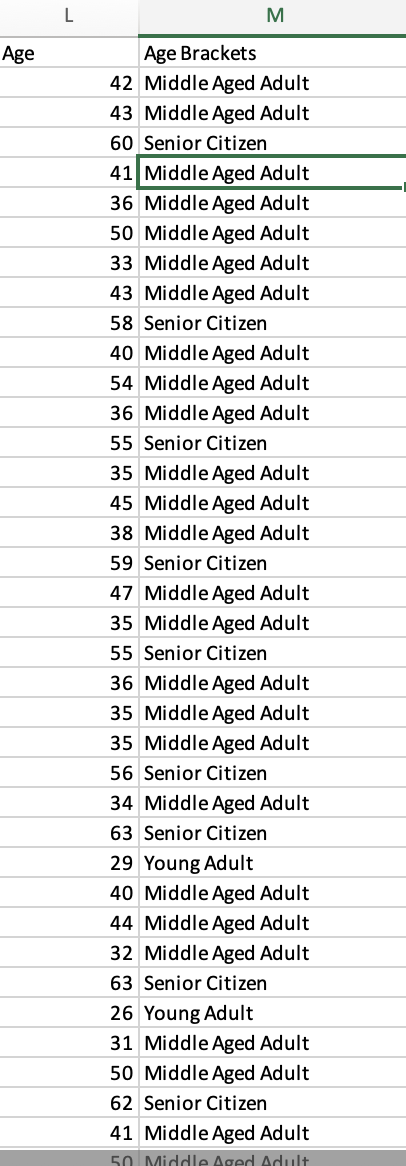 L M
Age Age Brackets
42 Middle Aged Adult
43 Middle Aged Adult
60 Senior Citizen
41 Middle Aged Adult
36 Middle Aged Adult
50 Middle Aged Adult
33 Middle Aged Adult
43 Middle Aged Adult
58 Senior Citizen
40 Middle Aged Adult
54 Middle Aged Adult
36 Middle Aged Adult
55 Senior Citizen
35 Middle Aged Adult
45 Middle Aged Adult
38 Middle Aged Adult
59 Senior Citizen
47 Middle Aged Adult
35 Middle Aged Adult
55 Senior Citizen
36 Middle Aged Adult
35 Middle Aged Adult
35 Middle Aged Adult
56 Senior Citizen
34 Middle Aged Adult
63 Senior Citizen
29 Young Adult
40 Middle Aged Adult
44 Middle Aged Adult
32 Middle Aged Adult
63 Senior Citizen
26 Young Adult
31 Middle Aged Adult
50 Middle Aged Adult
62 Senior Citizen
41 Middle Aged Adult
50 Middle Aged Adult